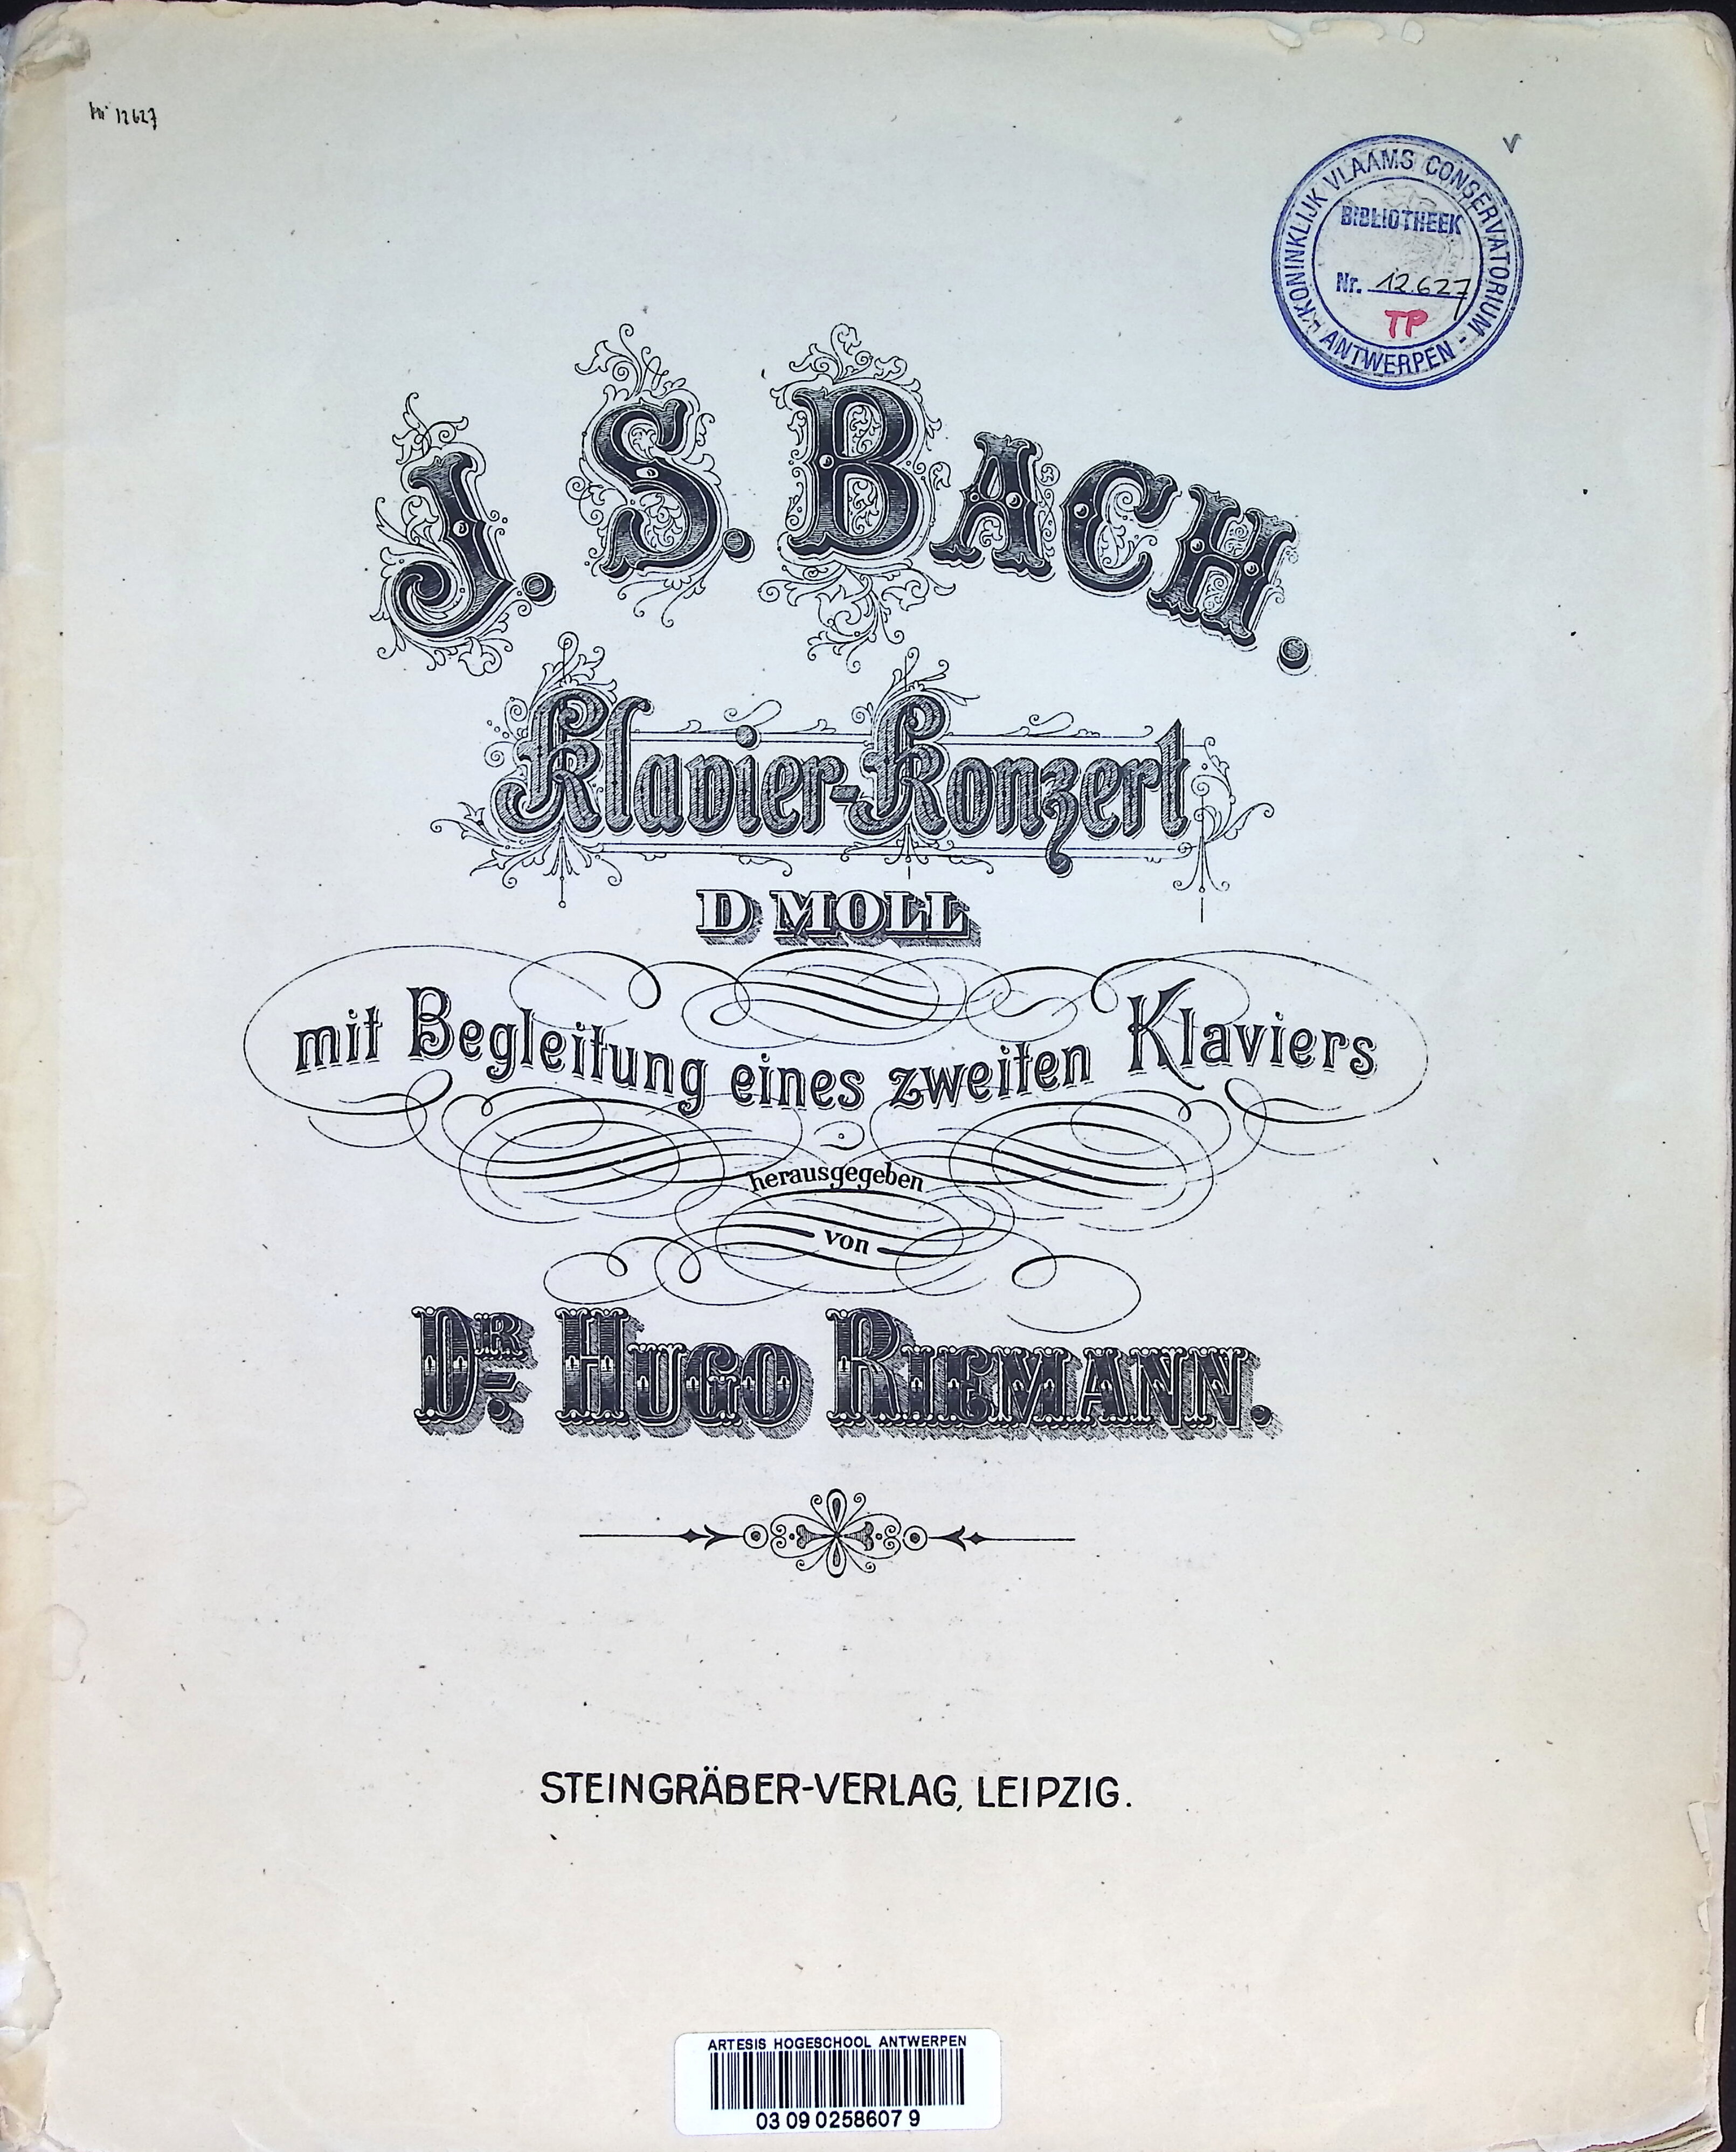 Nr 12627
KONINKLIJK VLAAMS CONSERVATORIUM
- ANTWERPEN -
BIBLIOTHEEK
Nr. 12.627
TP
J. S. BACH.
Klavier-Konzert
D MOLL
mit Begleitung eines zweiten Klaviers
herausgegeben
von
DR. HUGO RIEMANN.
STEINGRÄBER-VERLAG, LEIPZIG.
ARTESIS HOGESCHOOL ANTWERPEN
03 09 0258607 9